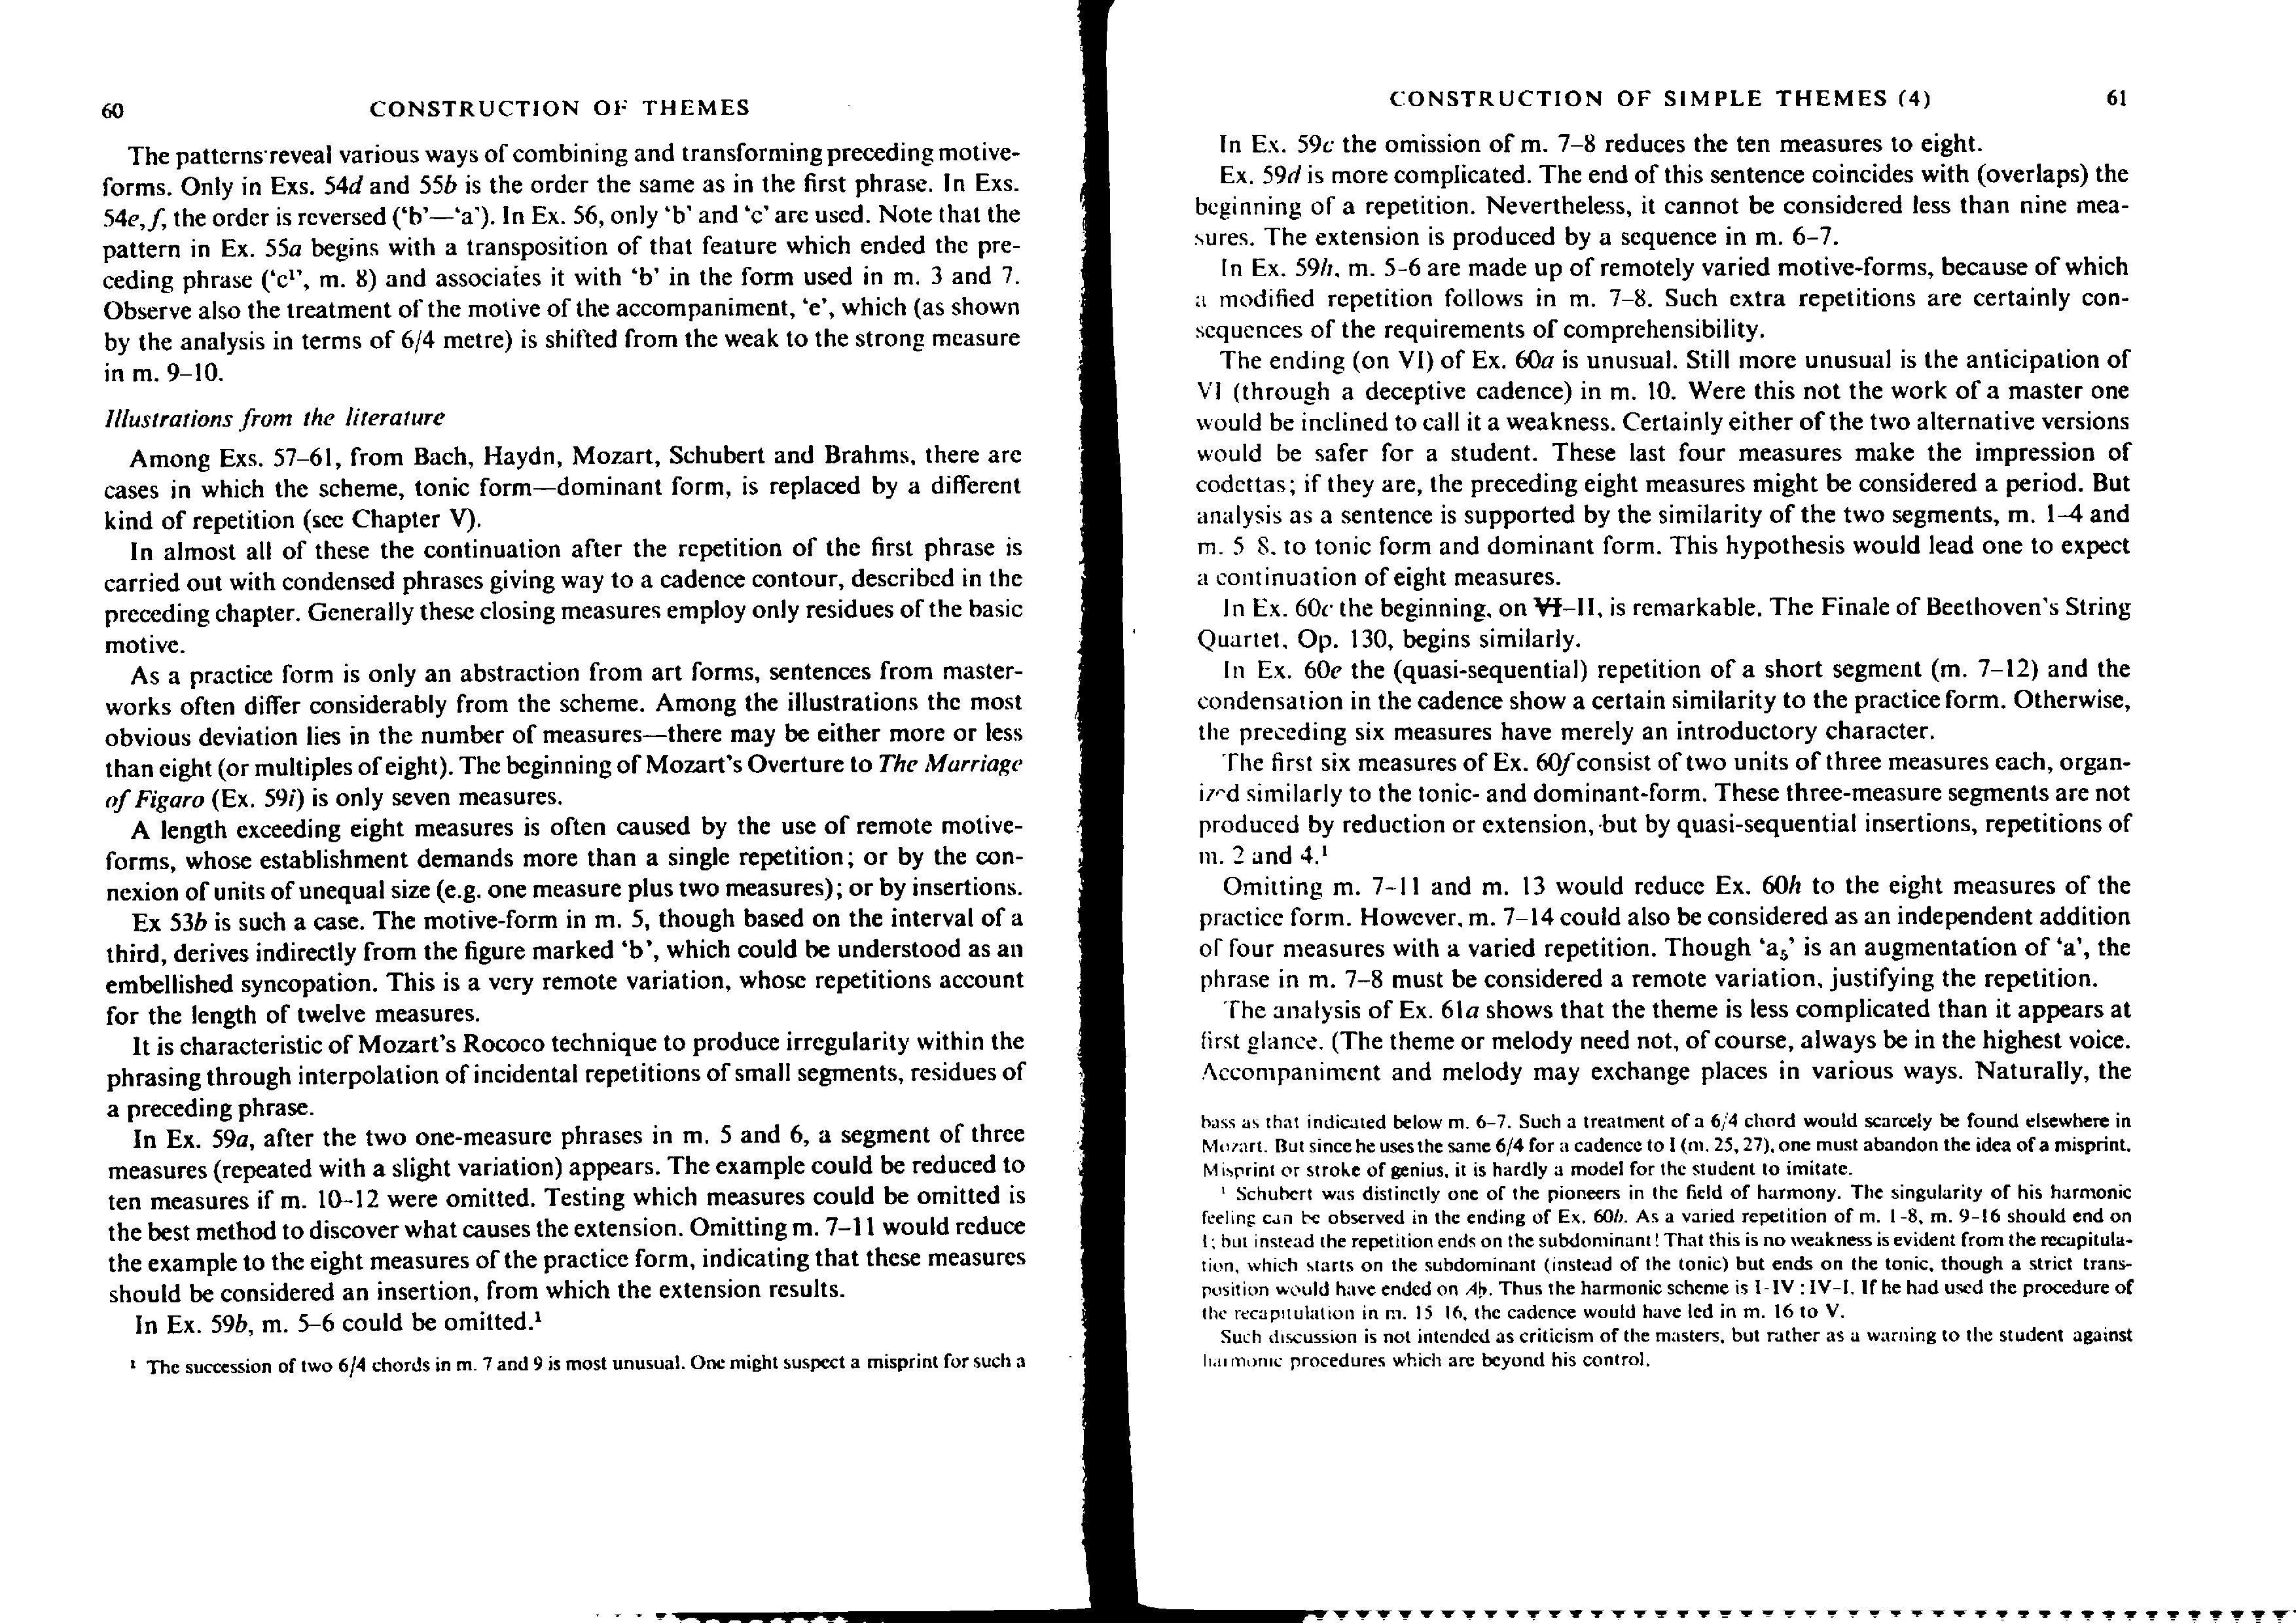 60 CONSTRUCTION OF THEMES
The patterns reveal various ways of combining and transforming preceding motive-
forms. Only in Exs. 54d and 55b is the order the same as in the first phrase. In Exs.
54e, f, the order is reversed (‘b’—‘a’). In Ex. 56, only ‘b’ and ‘c’ are used. Note that the
pattern in Ex. 55a begins with a transposition of that feature which ended the pre-
ceding phrase (‘c¹’, m. 8) and associates it with ‘b’ in the form used in m. 3 and 7.
Observe also the treatment of the motive of the accompaniment, ‘e’, which (as shown
by the analysis in terms of 6/4 metre) is shifted from the weak to the strong measure
in m. 9–10.
Illustrations from the literature
Among Exs. 57–61, from Bach, Haydn, Mozart, Schubert and Brahms, there are
cases in which the scheme, tonic form—dominant form, is replaced by a different
kind of repetition (see Chapter V).
In almost all of these the continuation after the repetition of the first phrase is
carried out with condensed phrases giving way to a cadence contour, described in the
preceding chapter. Generally these closing measures employ only residues of the basic
motive.
As a practice form is only an abstraction from art forms, sentences from master-
works often differ considerably from the scheme. Among the illustrations the most
obvious deviation lies in the number of measures—there may be either more or less
than eight (or multiples of eight). The beginning of Mozart's Overture to The Marriage
of Figaro (Ex. 59i) is only seven measures.
A length exceeding eight measures is often caused by the use of remote motive-
forms, whose establishment demands more than a single repetition; or by the con-
nexion of units of unequal size (e.g. one measure plus two measures); or by insertions.
Ex 53b is such a case. The motive-form in m. 5, though based on the interval of a
third, derives indirectly from the figure marked ‘b’, which could be understood as an
embellished syncopation. This is a very remote variation, whose repetitions account
for the length of twelve measures.
It is characteristic of Mozart's Rococo technique to produce irregularity within the
phrasing through interpolation of incidental repetitions of small segments, residues of
a preceding phrase.
In Ex. 59a, after the two one-measure phrases in m. 5 and 6, a segment of three
measures (repeated with a slight variation) appears. The example could be reduced to
ten measures if m. 10–12 were omitted. Testing which measures could be omitted is
the best method to discover what causes the extension. Omitting m. 7–11 would reduce
the example to the eight measures of the practice form, indicating that these measures
should be considered an insertion, from which the extension results.
In Ex. 59b, m. 5–6 could be omitted.¹
¹ The succession of two 6/4 chords in m. 7 and 9 is most unusual. One might suspect a misprint for such a
CONSTRUCTION OF SIMPLE THEMES (4) 61
In Ex. 59c the omission of m. 7–8 reduces the ten measures to eight.
Ex. 59d is more complicated. The end of this sentence coincides with (overlaps) the
beginning of a repetition. Nevertheless, it cannot be considered less than nine mea-
sures. The extension is produced by a sequence in m. 6–7.
In Ex. 59h, m. 5–6 are made up of remotely varied motive-forms, because of which
a modified repetition follows in m. 7–8. Such extra repetitions are certainly con-
sequences of the requirements of comprehensibility.
The ending (on VI) of Ex. 60a is unusual. Still more unusual is the anticipation of
VI (through a deceptive cadence) in m. 10. Were this not the work of a master one
would be inclined to call it a weakness. Certainly either of the two alternative versions
would be safer for a student. These last four measures make the impression of
codettas; if they are, the preceding eight measures might be considered a period. But
analysis as a sentence is supported by the similarity of the two segments, m. 1–4 and
m. 5 8, to tonic form and dominant form. This hypothesis would lead one to expect
a continuation of eight measures.
In Ex. 60c the beginning, on VI–II, is remarkable. The Finale of Beethoven's String
Quartet, Op. 130, begins similarly.
In Ex. 60e the (quasi-sequential) repetition of a short segment (m. 7–12) and the
condensation in the cadence show a certain similarity to the practice form. Otherwise,
the preceding six measures have merely an introductory character.
The first six measures of Ex. 60f consist of two units of three measures each, organ-
ized similarly to the tonic- and dominant-form. These three-measure segments are not
produced by reduction or extension, but by quasi-sequential insertions, repetitions of
m. 2 and 4.¹
Omitting m. 7–11 and m. 13 would reduce Ex. 60h to the eight measures of the
practice form. However, m. 7–14 could also be considered as an independent addition
of four measures with a varied repetition. Though ‘a₅’ is an augmentation of ‘a’, the
phrase in m. 7–8 must be considered a remote variation, justifying the repetition.
The analysis of Ex. 61a shows that the theme is less complicated than it appears at
first glance. (The theme or melody need not, of course, always be in the highest voice.
Accompaniment and melody may exchange places in various ways. Naturally, the
bass as that indicated below m. 6–7. Such a treatment of a 6/4 chord would scarcely be found elsewhere in
Mozart. But since he uses the same 6/4 for a cadence to I (m. 25, 27), one must abandon the idea of a misprint.
Misprint or stroke of genius, it is hardly a model for the student to imitate.
¹ Schubert was distinctly one of the pioneers in the field of harmony. The singularity of his harmonic
feeling can be observed in the ending of Ex. 60b. As a varied repetition of m. 1–8, m. 9–16 should end on
I; but instead the repetition ends on the subdominant! That this is no weakness is evident from the recapitula-
tion, which starts on the subdominant (instead of the tonic) but ends on the tonic, though a strict trans-
position would have ended on A♭. Thus the harmonic scheme is I–IV : IV–I. If he had used the procedure of
the recapitulation in m. 15 16, the cadence would have led in m. 16 to V.
Such discussion is not intended as criticism of the masters, but rather as a warning to the student against
harmonic procedures which are beyond his control.